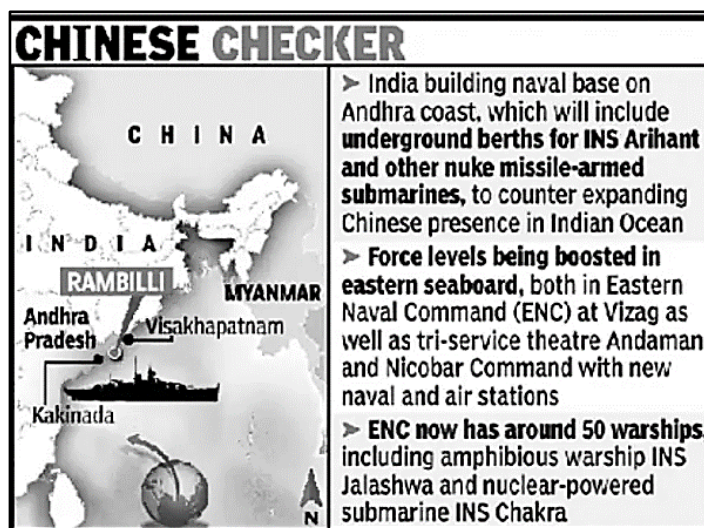 CHINESE CHECKER
CHINA
INDIA
RAMBILLI
MYANMAR
Andhra
Pradesh
Visakhapatnam
Kakinada
N
➤ India building naval base on
Andhra coast, which will include
underground berths for INS Arihant
and other nuke missile-armed
submarines, to counter expanding
Chinese presence in Indian Ocean
➤ Force levels being boosted in
eastern seaboard, both in Eastern
Naval Command (ENC) at Vizag as
well as tri-service theatre Andaman
and Nicobar Command with new
naval and air stations
➤ ENC now has around 50 warships,
including amphibious warship INS
Jalashwa and nuclear-powered
submarine INS Chakra